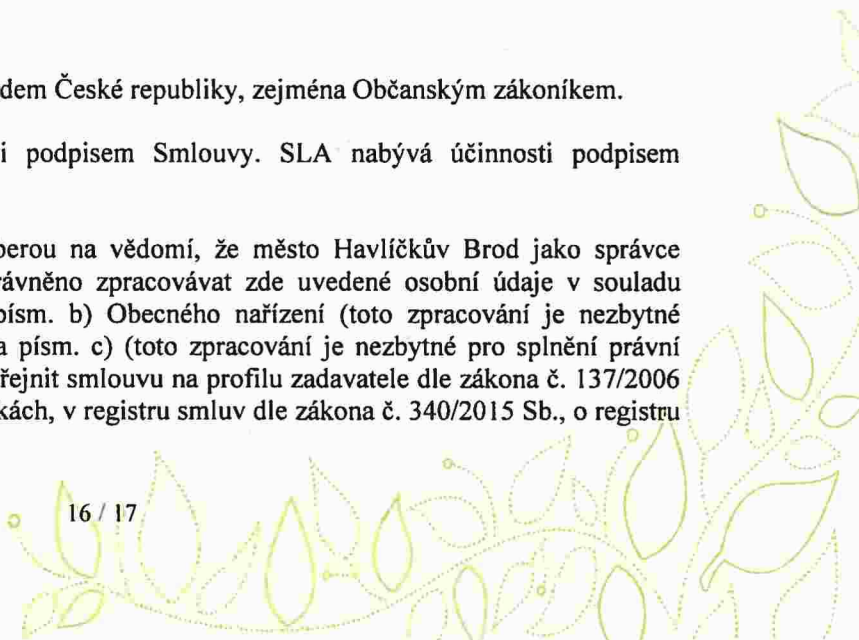 dem České republiky, zejména Občanským zákoníkem.
i podpisem Smlouvy. SLA nabývá účinnosti podpisem
berou na vědomí, že město Havlíčkův Brod jako správce
rávněno zpracovávat zde uvedené osobní údaje v souladu
písm. b) Obecného nařízení (toto zpracování je nezbytné
a písm. c) (toto zpracování je nezbytné pro splnění právní
řejnit smlouvu na profilu zadavatele dle zákona č. 137/2006
kách, v registru smluv dle zákona č. 340/2015 Sb., o registru
16 / 17